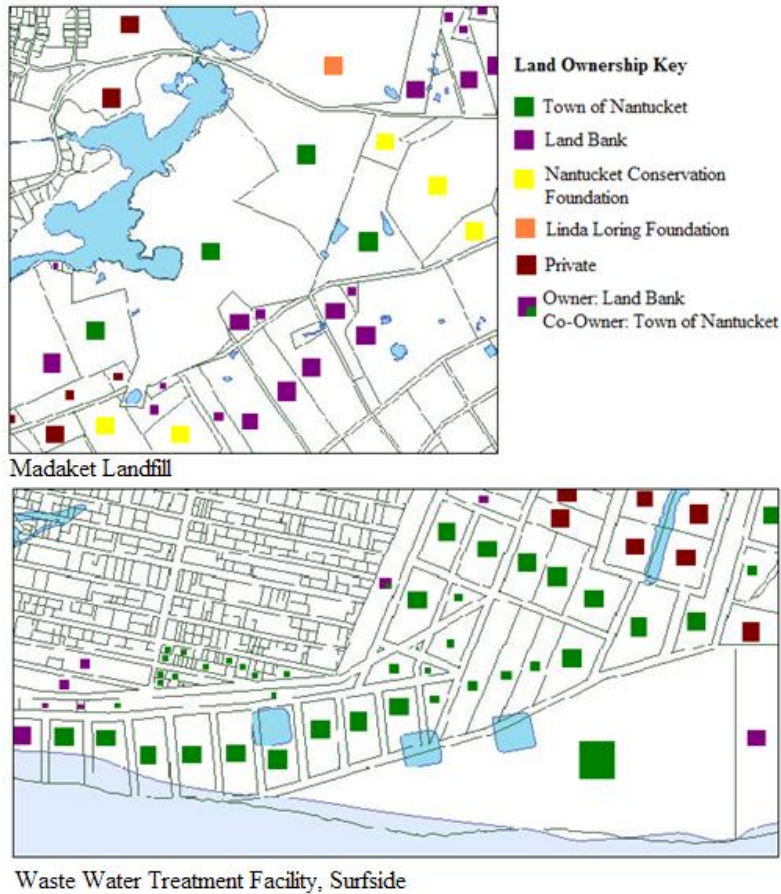 Land Ownership Key
Town of Nantucket
Land Bank
Nantucket Conservation
Foundation
Linda Loring Foundation
Private
Owner: Land Bank
Co-Owner: Town of Nantucket
Madaket Landfill
Waste Water Treatment Facility, Surfside